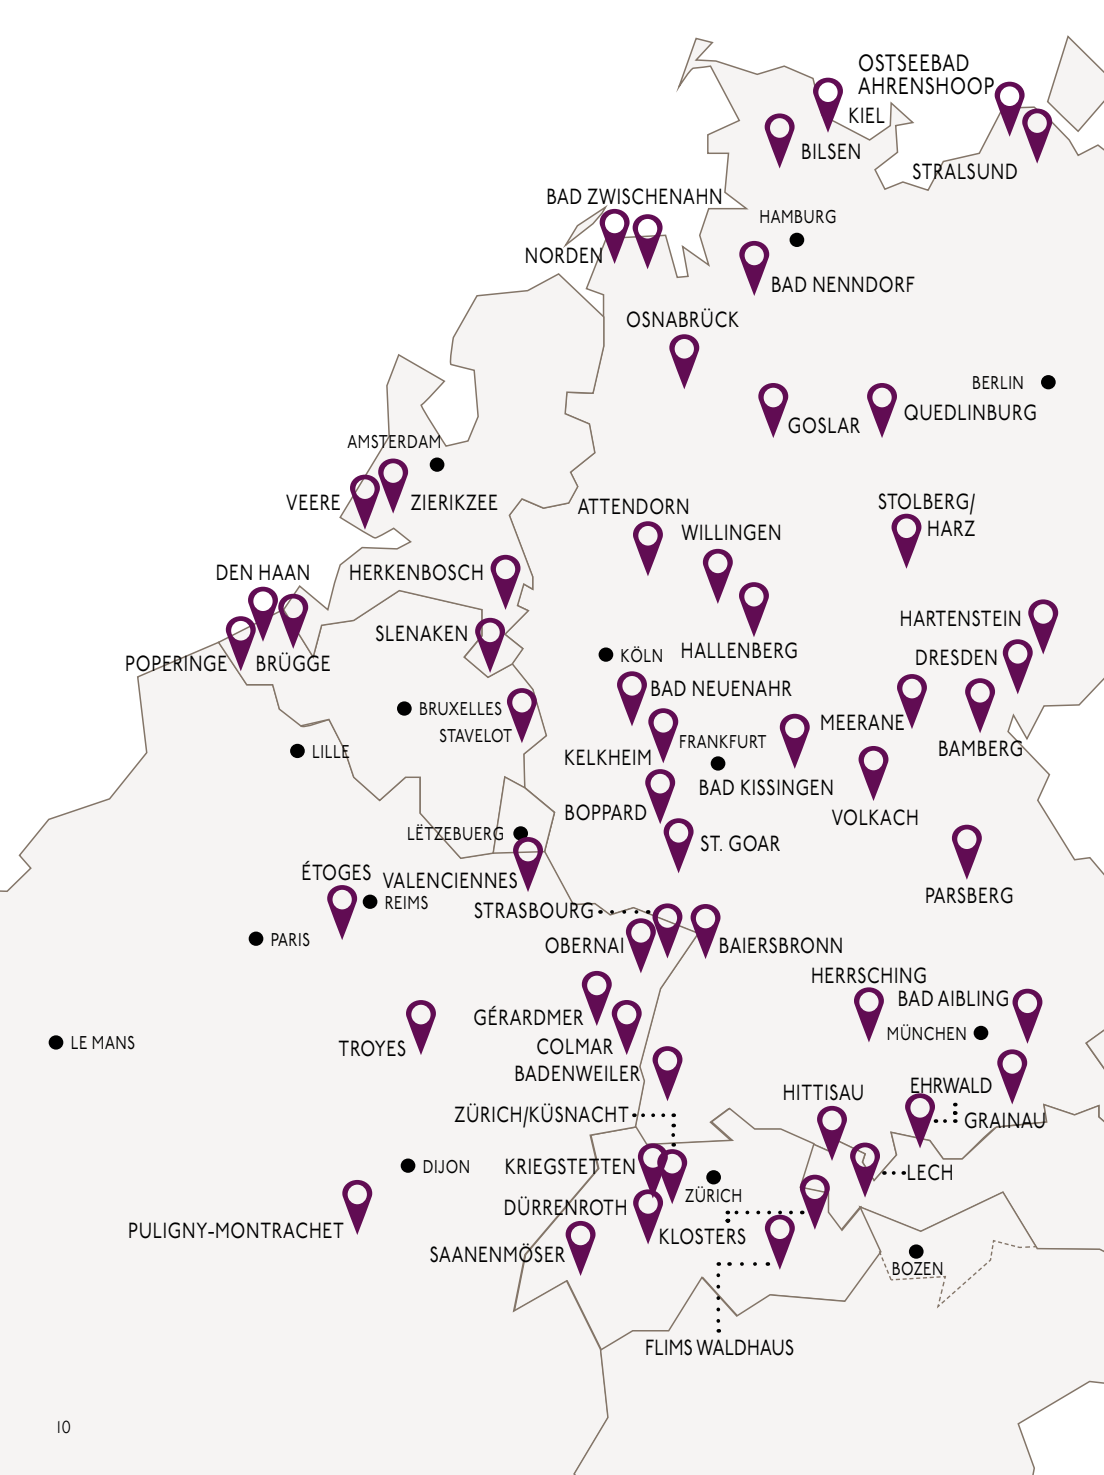 OSTSEEBAD
AHRENSHOOP
KIEL
BILSEN
STRALSUND
BAD ZWISCHENAHN
HAMBURG
NORDEN
BAD NENNDORF
OSNABRÜCK
BERLIN
QUEDLINBURG
GOSLAR
AMSTERDAM
VEERE
ZIERIKZEE
ATTENDORN
STOLBERG/
HARZ
WILLINGEN
DEN HAAN
HERKENBOSCH
HARTENSTEIN
SLENAKEN
HALLENBERG
KÖLN
DRESDEN
POPERINGE
BRÜGGE
BAD NEUENAHR
BRUXELLES
MEERANE
STAVELOT
FRANKFURT
BAMBERG
LILLE
KELKHEIM
BAD KISSINGEN
BOPPARD
VOLKACH
LËTZEBUERG
ST. GOAR
ÉTOGES
VALENCIENNES
PARSBERG
REIMS
STRASBOURG
PARIS
OBERNAI
BAIERSBRONN
HERRSCHING
BAD AIBLING
GÉRARDMER
MÜNCHEN
LE MANS
TROYES
COLMAR
BADENWEILER
EHRWALD
HITTISAU
ZÜRICH/KÜSNACHT
GRAINAU
DIJON
KRIEGSTETTEN
LECH
ZÜRICH
DÜRRENROTH
PULIGNY-MONTRACHET
KLOSTERS
SAANENMÖSER
BOZEN
FLIMS WALDHAUS
10